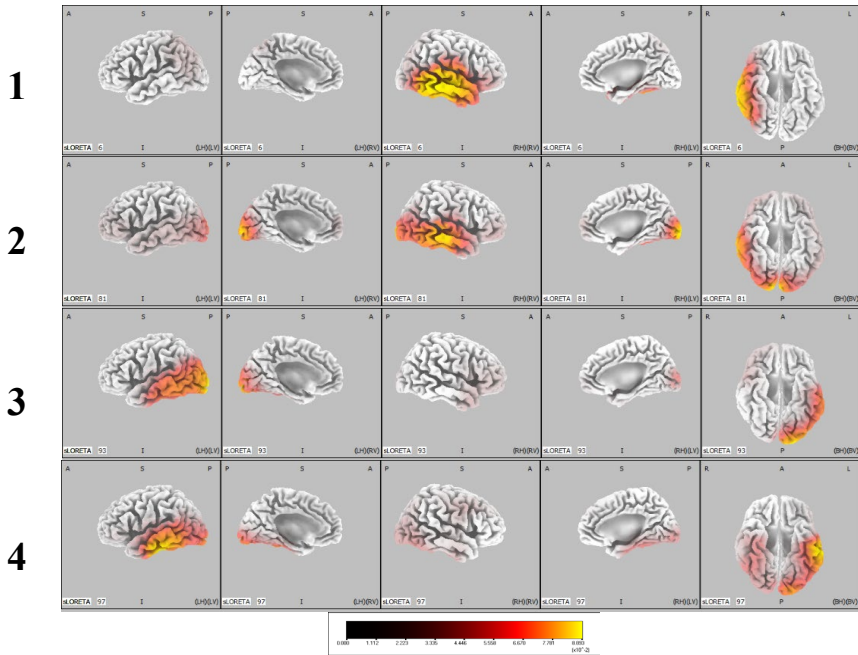 A S P P S A P S A A S P R A L
1
sLORETA 6 I (LH)(LV) sLORETA 6 I (LH)(RV) sLORETA 6 I (RH)(RV) sLORETA 6 I (RH)(LV) sLORETA 6 P (BH)(BV)
A S P P S A P S A A S P R A L
2
sLORETA 81 I (LH)(LV) sLORETA 81 I (LH)(RV) sLORETA 81 I (RH)(RV) sLORETA 81 I (RH)(LV) sLORETA 81 P (BH)(BV)
A S P P S A P S A A S P R A L
3
sLORETA 93 I (LH)(LV) sLORETA 93 I (LH)(RV) sLORETA 93 I (RH)(RV) sLORETA 93 I (RH)(LV) sLORETA 93 P (BH)(BV)
A S P P S A P S A A S P R A L
4
sLORETA 97 I (LH)(LV) sLORETA 97 I (LH)(RV) sLORETA 97 I (RH)(RV) sLORETA 97 I (RH)(LV) sLORETA 97 P (BH)(BV)
0.000 1.112 2.223 3.335 4.446 5.558 6.670 7.781 8.893
(x10^-2)